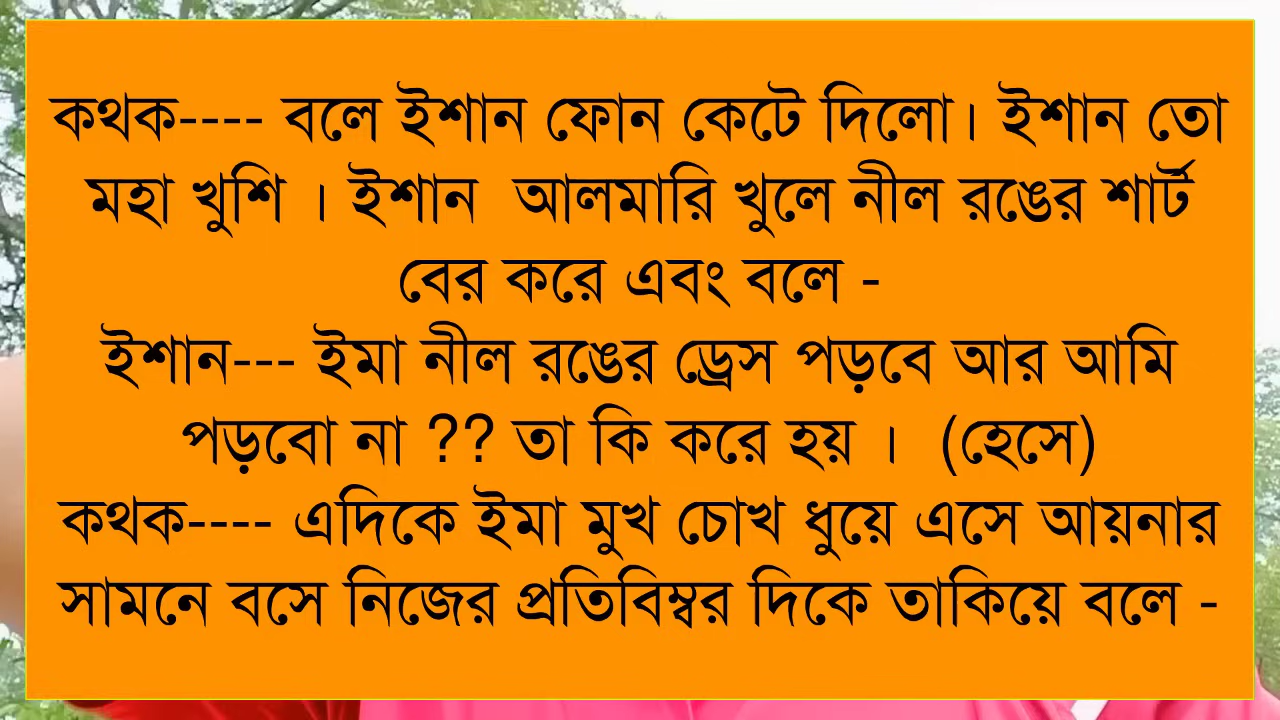 কথক---- বলে ইশান ফোন কেটে দিলো। ইশান তো
মহা খুশি । ইশান  আলমারি খুলে নীল রঙের শার্ট
বের করে এবং বলে -
ইশান--- ইমা নীল রঙের ড্রেস পড়বে আর আমি
পড়বো না ?? তা কি করে হয় ।  (হেসে)
কথক---- এদিকে ইমা মুখ চোখ ধুয়ে এসে আয়নার
সামনে বসে নিজের প্রতিবিম্বর দিকে তাকিয়ে বলে -